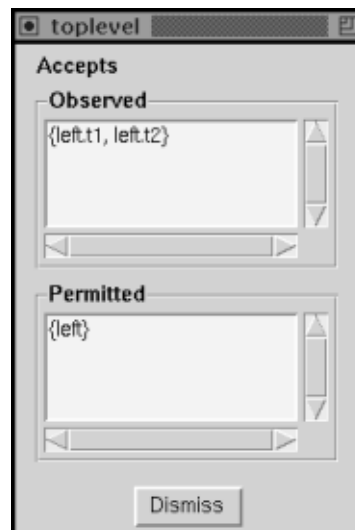 toplevel
Accepts
Observed
{left.t1, left.t2}
Permitted
{left}
Dismiss